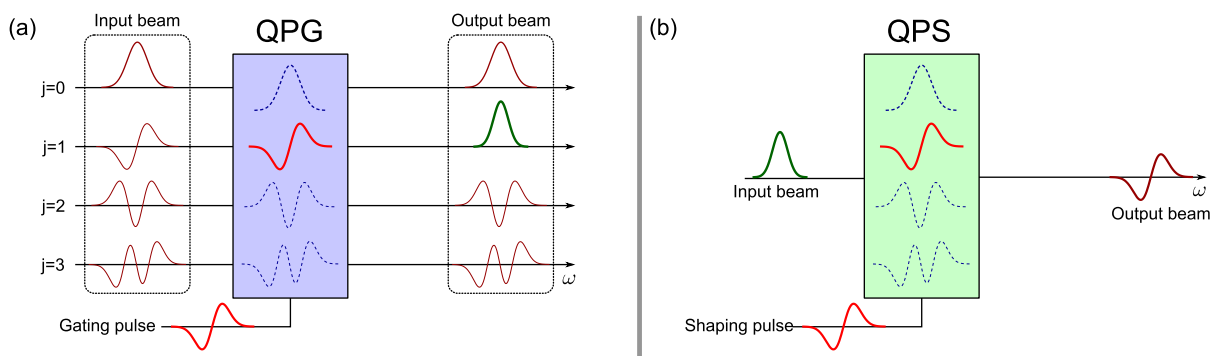 (a)
Input beam
QPG
Output beam
j=0
j=1
j=2
j=3
ω
Gating pulse
(b)
QPS
Input beam
ω
Output beam
Shaping pulse